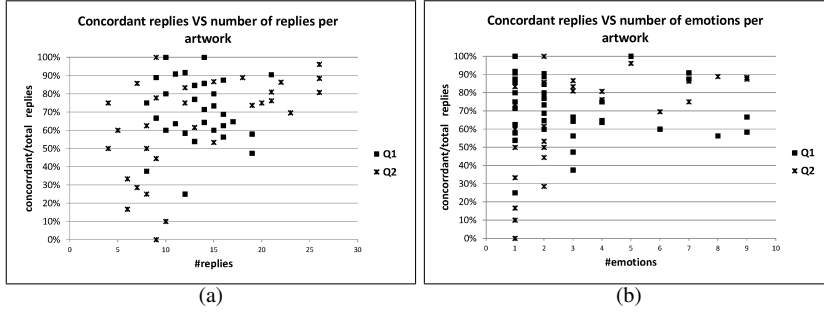 Concordant replies VS number of replies per
artwork
concorrdant/total replies
100%
90%
80%
70%
60%
50%
40%
30%
20%
10%
0%
0 5 10 15 20 25 30
#replies
Q1
Q2
(a)
Concordant replies VS number of emotions per
artwork
concordant/total replies
100%
90%
80%
70%
60%
50%
40%
30%
20%
10%
0%
0 1 2 3 4 5 6 7 8 9 10
#emotions
Q1
Q2
(b)